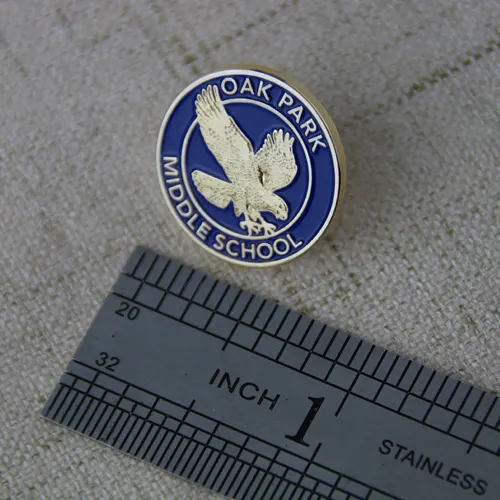 OAK PARK
MIDDLE SCHOOL
20
32
INCH 1
STAINLESS